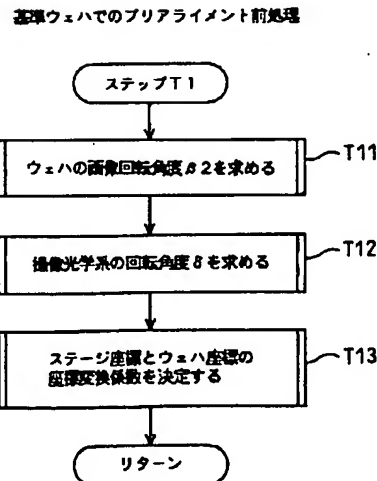 基準ウェハでのプリアライメント前処理
ステップT1
ウェハの画像回転角度β2を求める
T11
撮像光学系の回転角度δを求める
T12
ステージ座標とウェハ座標の
座標変換係数を決定する
T13
リターン